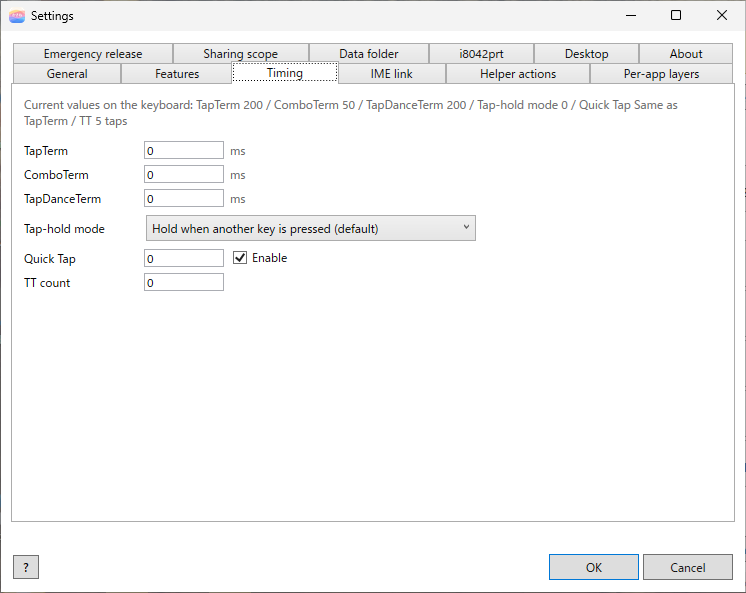 Settings
Emergency release Sharing scope Data folder i8042prt Desktop About
General Features Timing IME link Helper actions Per-app layers
Current values on the keyboard: TapTerm 200 / ComboTerm 50 / TapDanceTerm 200 / Tap-hold mode 0 / Quick Tap Same as
TapTerm / TT 5 taps
TapTerm 0 ms
ComboTerm 0 ms
TapDanceTerm 0 ms
Tap-hold mode Hold when another key is pressed (default)
Quick Tap 0 Enable
TT count 0
? OK Cancel